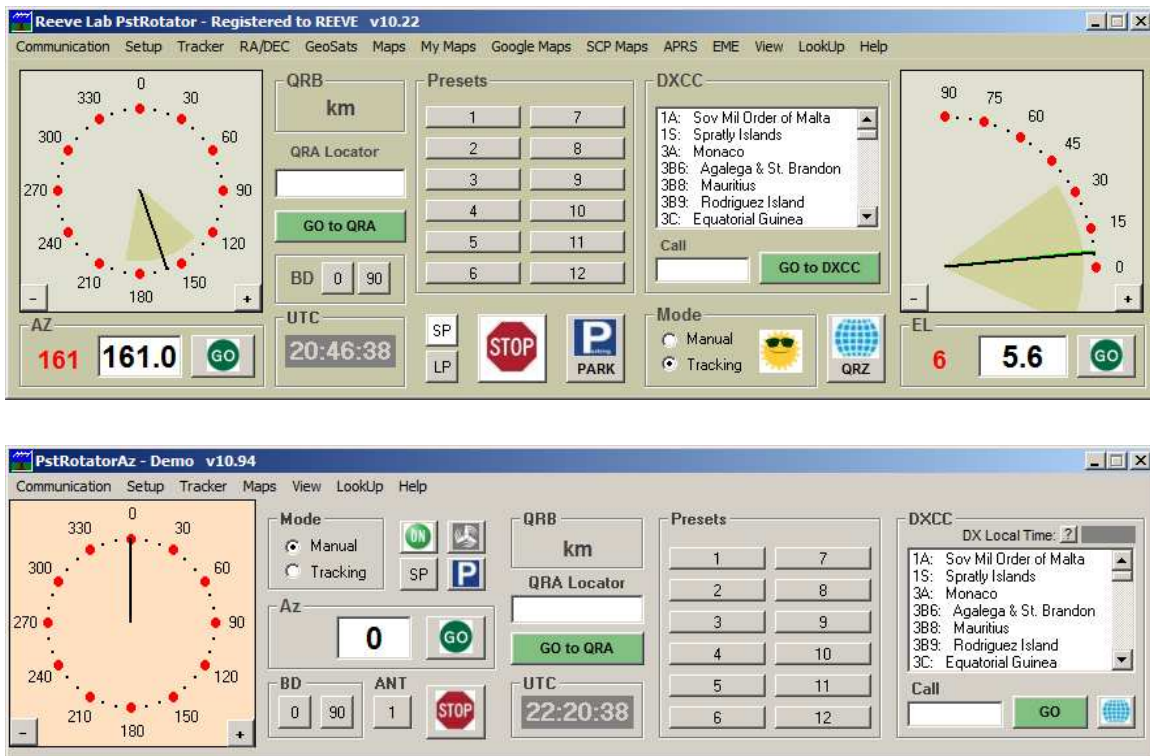 Reeve Lab PstRotator - Registered to REEVE v10.22
Communication Setup Tracker RA/DEC GeoSats Maps My Maps Google Maps SCP Maps APRS EME View LookUp Help
0
330 30
300 60
270 90
240 120
210 150
180
- +
AZ
161 161.0 GO
QRB
km
QRA Locator
GO to QRA
BD 0 90
UTC
20:46:38
Presets
1 7
2 8
3 9
4 10
5 11
6 12
SP
LP
STOP
P
PARK
DXCC
1A: Sov Mil Order of Malta
1S: Spratly Islands
3A: Monaco
3B6: Agalega & St. Brandon
3B8: Mauritius
3B9: Rodriguez Island
3C: Equatorial Guinea
Call
GO to DXCC
Mode
Manual
Tracking
QRZ
90 75
60
45
30
15
0
- +
EL
6 5.6 GO
PstRotatorAz - Demo v10.94
Communication Setup Tracker Maps View LookUp Help
0
330 30
300 60
270 90
240 120
210 150
180
- +
Mode
Manual
Tracking
ON
SP P
Az
0 GO
BD ANT
0 90 1 STOP
QRB
km
QRA Locator
GO to QRA
UTC
22:20:38
Presets
1 7
2 8
3 9
4 10
5 11
6 12
DXCC
DX Local Time: ?
1A: Sov Mil Order of Malta
1S: Spratly Islands
3A: Monaco
3B6: Agalega & St. Brandon
3B8: Mauritius
3B9: Rodriguez Island
3C: Equatorial Guinea
Call
GO